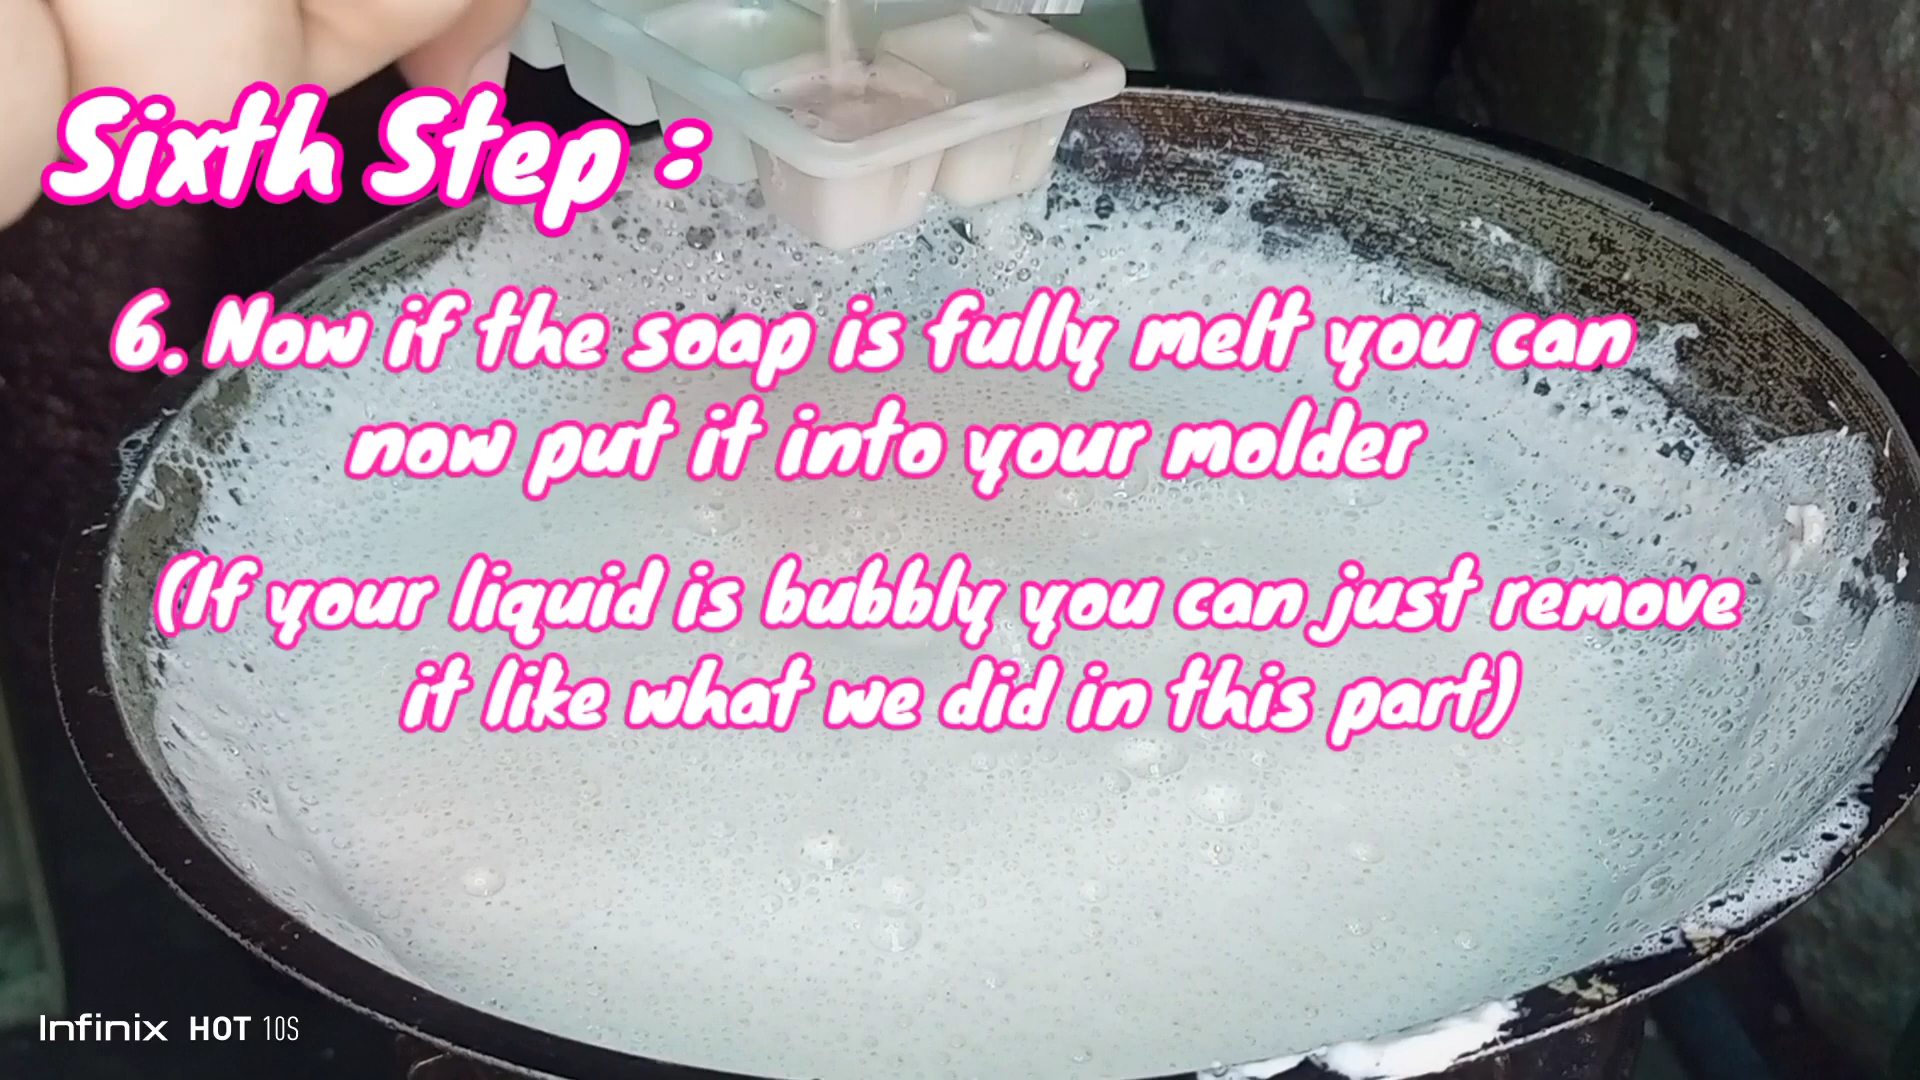 Sixth Step :
6. Now if the soap is fully melt you can
now put it into your molder
(If your liquid is bubbly you can just remove
it like what we did in this part)
Infinix HOT 10S